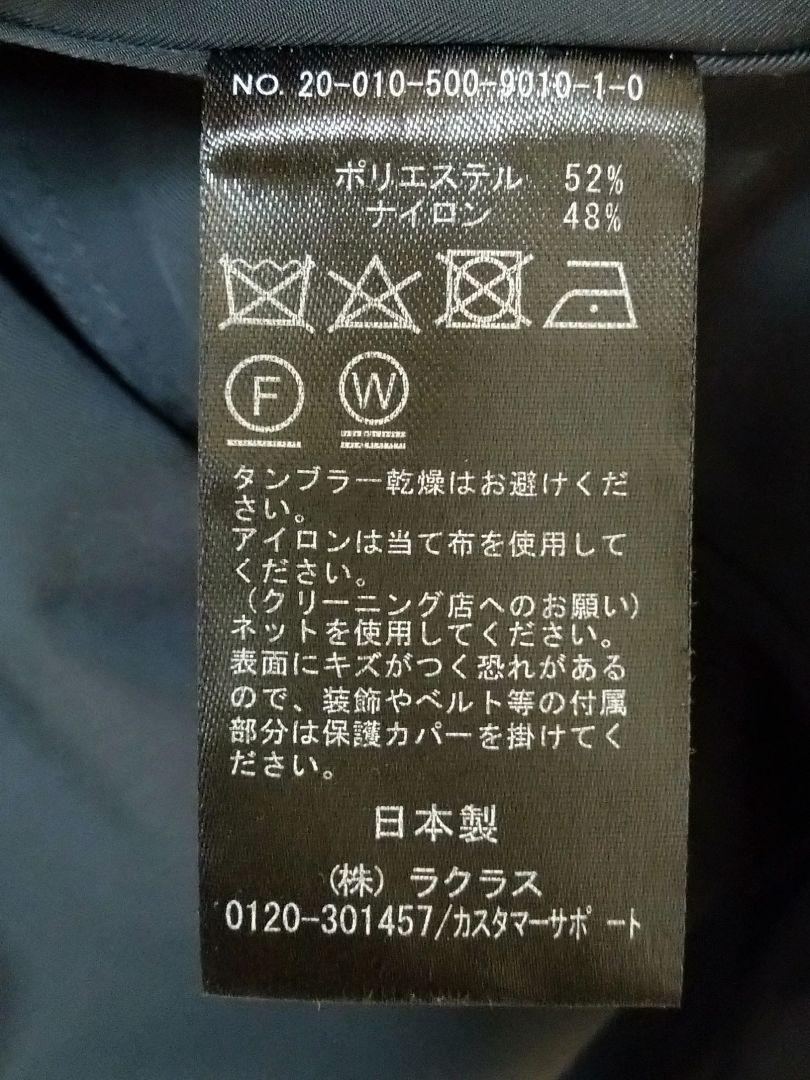 NO. 20-010-500-9010-1-0
ポリエステル 52%
ナイロン 48%
F
W
タンブラー乾燥はお避けくだ
さい。
アイロンは当て布を使用して
ください。
(クリーニング店へのお願い)
ネットを使用してください。
表面にキズがつく恐れがある
ので、装飾やベルト等の付属
部分は保護カバーを掛けてく
ださい。
日本製
(株) ラクラス
0120-301457/カスタマーサポート